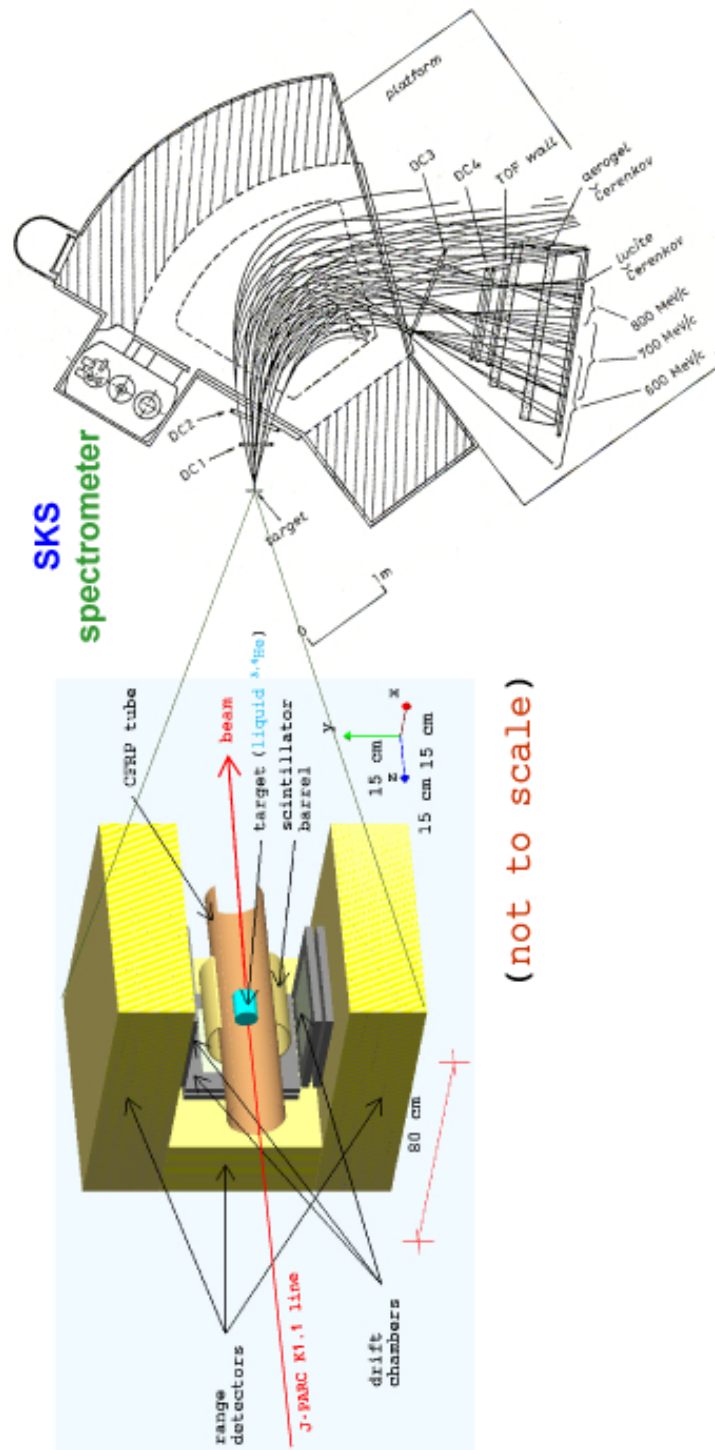 SKS
spectrometer
platform
DC3
DC4
TOF wall
aerogel
Čerenkov
lucite
Čerenkov
800 MeV/c
700 MeV/c
600 MeV/c
DC2
DC1
target
0
1m
CFRP tube
beam
target (liquid ³,⁴He)
scintillator
barrel
y
x
z
15 cm
15 cm
15 cm
80 cm
range
detectors
J-PARC K1.1 line
drift
chambers
(not to scale)